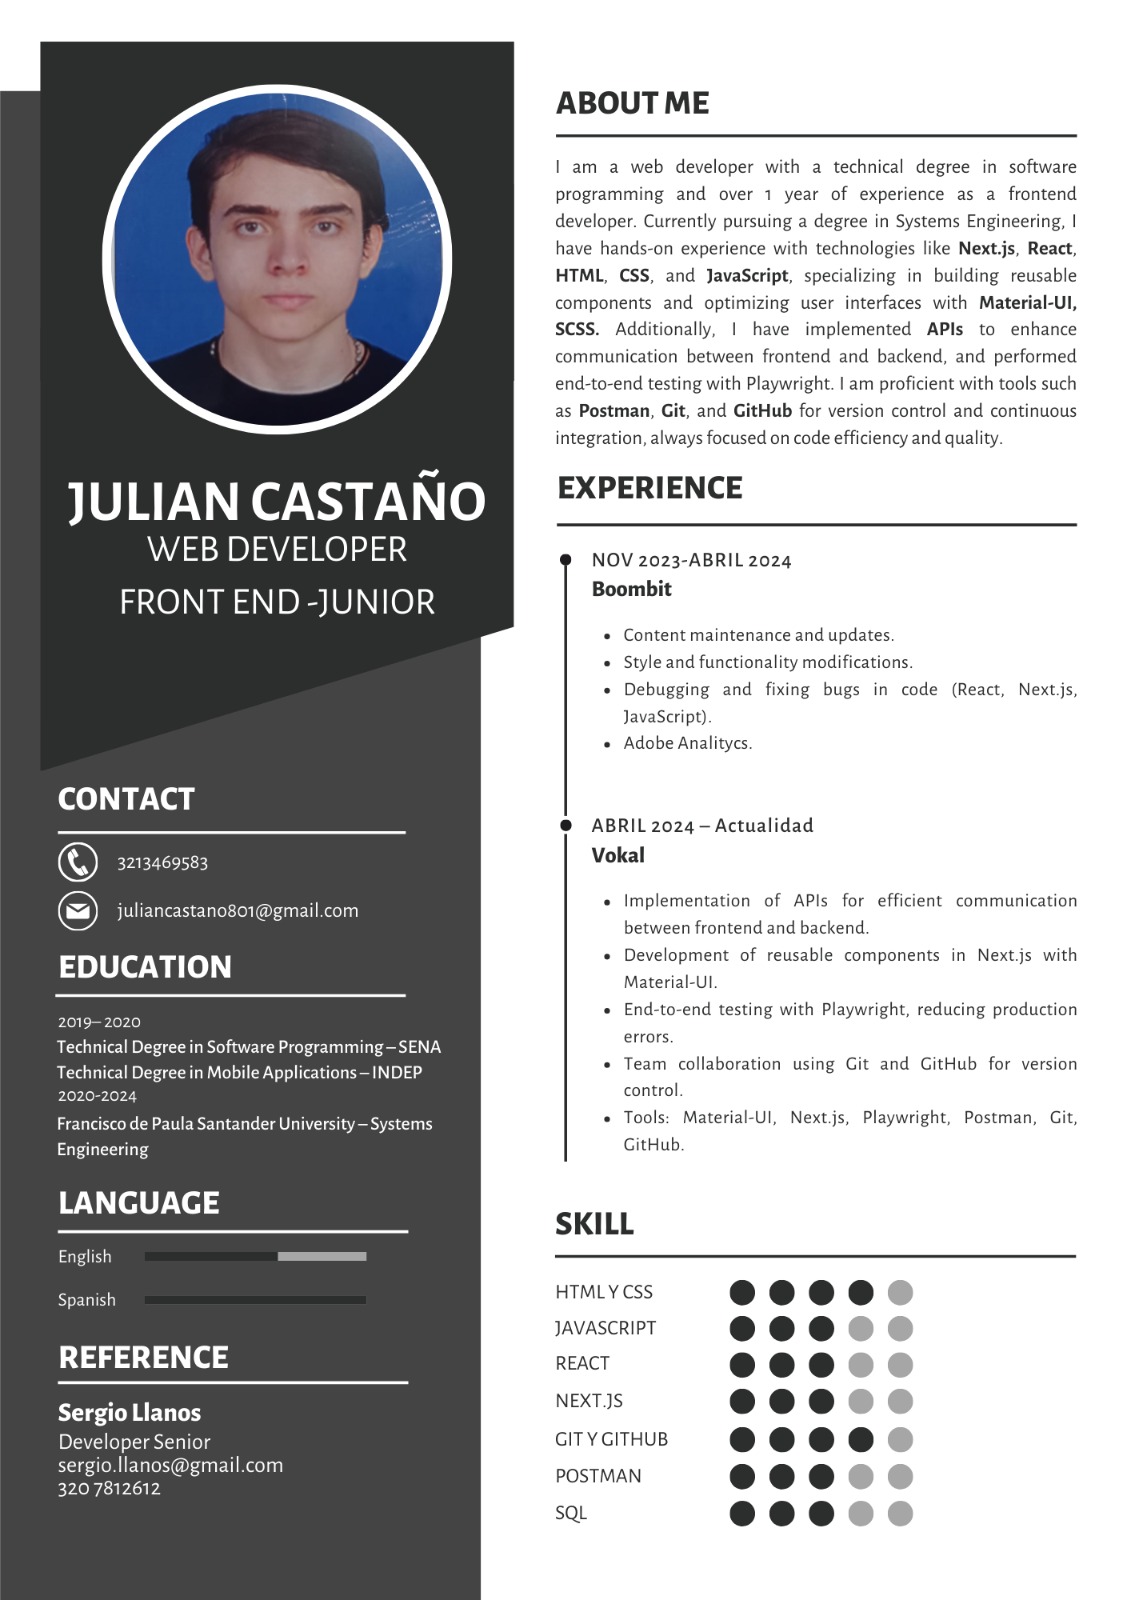 JULIAN CASTAÑO
WEB DEVELOPER
FRONT END -JUNIOR
CONTACT
3213469583
juliancastano801@gmail.com
EDUCATION
2019– 2020
Technical Degree in Software Programming – SENA
Technical Degree in Mobile Applications – INDEP
2020-2024
Francisco de Paula Santander University – Systems
Engineering
LANGUAGE
English
Spanish
REFERENCE
Sergio Llanos
Developer Senior
sergio.llanos@gmail.com
320 7812612
ABOUT ME
I am a web developer with a technical degree in software
programming and over 1 year of experience as a frontend
developer. Currently pursuing a degree in Systems Engineering, I
have hands-on experience with technologies like Next.js, React,
HTML, CSS, and JavaScript, specializing in building reusable
components and optimizing user interfaces with Material-UI,
SCSS. Additionally, I have implemented APIs to enhance
communication between frontend and backend, and performed
end-to-end testing with Playwright. I am proficient with tools such
as Postman, Git, and GitHub for version control and continuous
integration, always focused on code efficiency and quality.
EXPERIENCE
NOV 2023-ABRIL 2024
Boombit
• Content maintenance and updates.
• Style and functionality modifications.
• Debugging and fixing bugs in code (React, Next.js,
JavaScript).
• Adobe Analitycs.
ABRIL 2024 – Actualidad
Vokal
• Implementation of APIs for efficient communication
between frontend and backend.
• Development of reusable components in Next.js with
Material-UI.
• End-to-end testing with Playwright, reducing production
errors.
• Team collaboration using Git and GitHub for version
control.
• Tools: Material-UI, Next.js, Playwright, Postman, Git,
GitHub.
SKILL
HTML Y CSS
JAVASCRIPT
REACT
NEXT.JS
GIT Y GITHUB
POSTMAN
SQL